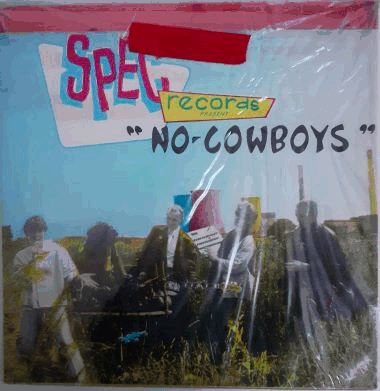 SPEC
records
PRESENT...
" NO-COWBOYS "